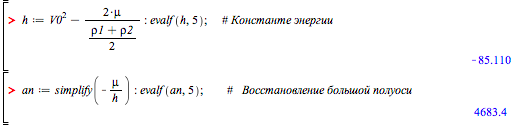 > h := V0² − (2·μ)/((ρ1 + ρ2)/2) : evalf(h, 5);   # Константе энергии
−85.110
> an := simplify(−μ/h) : evalf(an, 5);   # Восстановление большой полуоси
4683.4